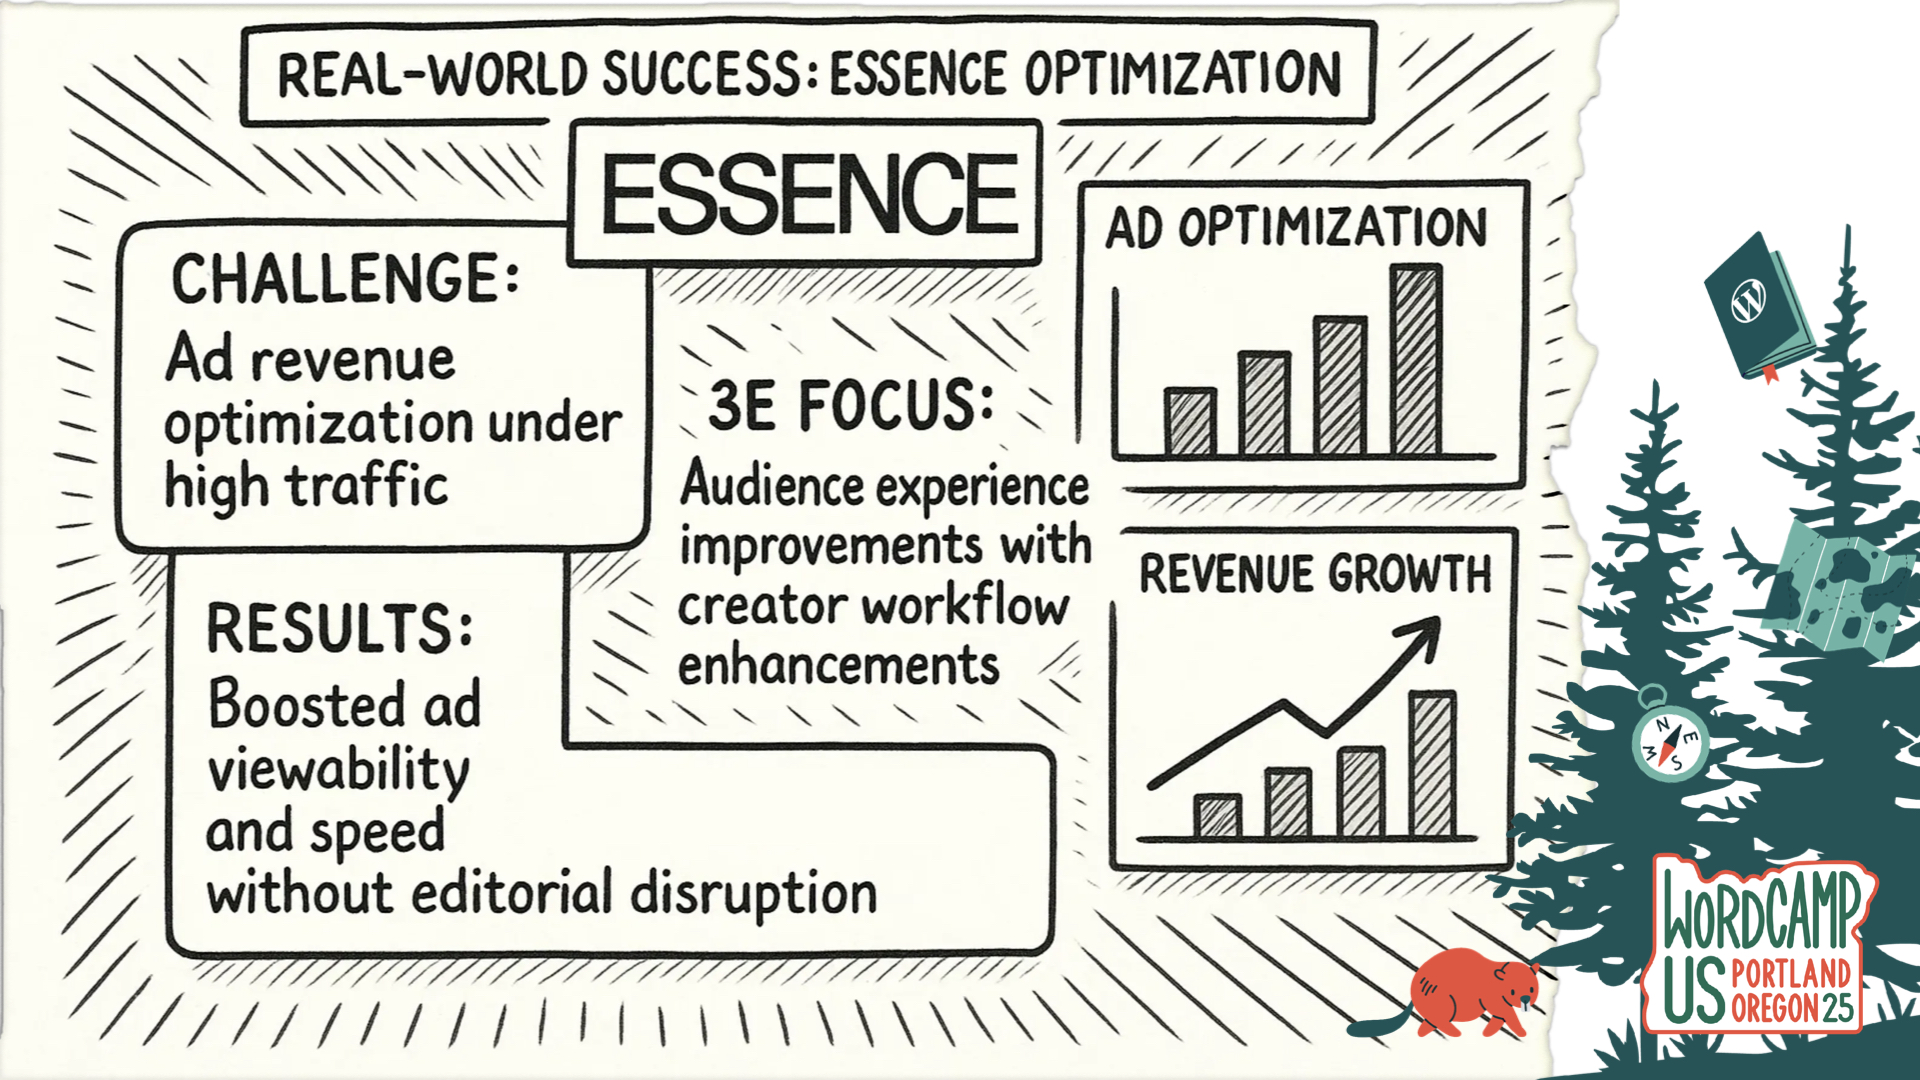 REAL-WORLD SUCCESS: ESSENCE OPTIMIZATION
ESSENCE
CHALLENGE:
Ad revenue
optimization under
high traffic
3E FOCUS:
Audience experience
improvements with
creator workflow
enhancements
RESULTS:
Boosted ad
viewability
and speed
without editorial disruption
AD OPTIMIZATION
REVENUE GROWTH
W
N
E
S
W
WORDCAMP
US PORTLAND
OREGON 25